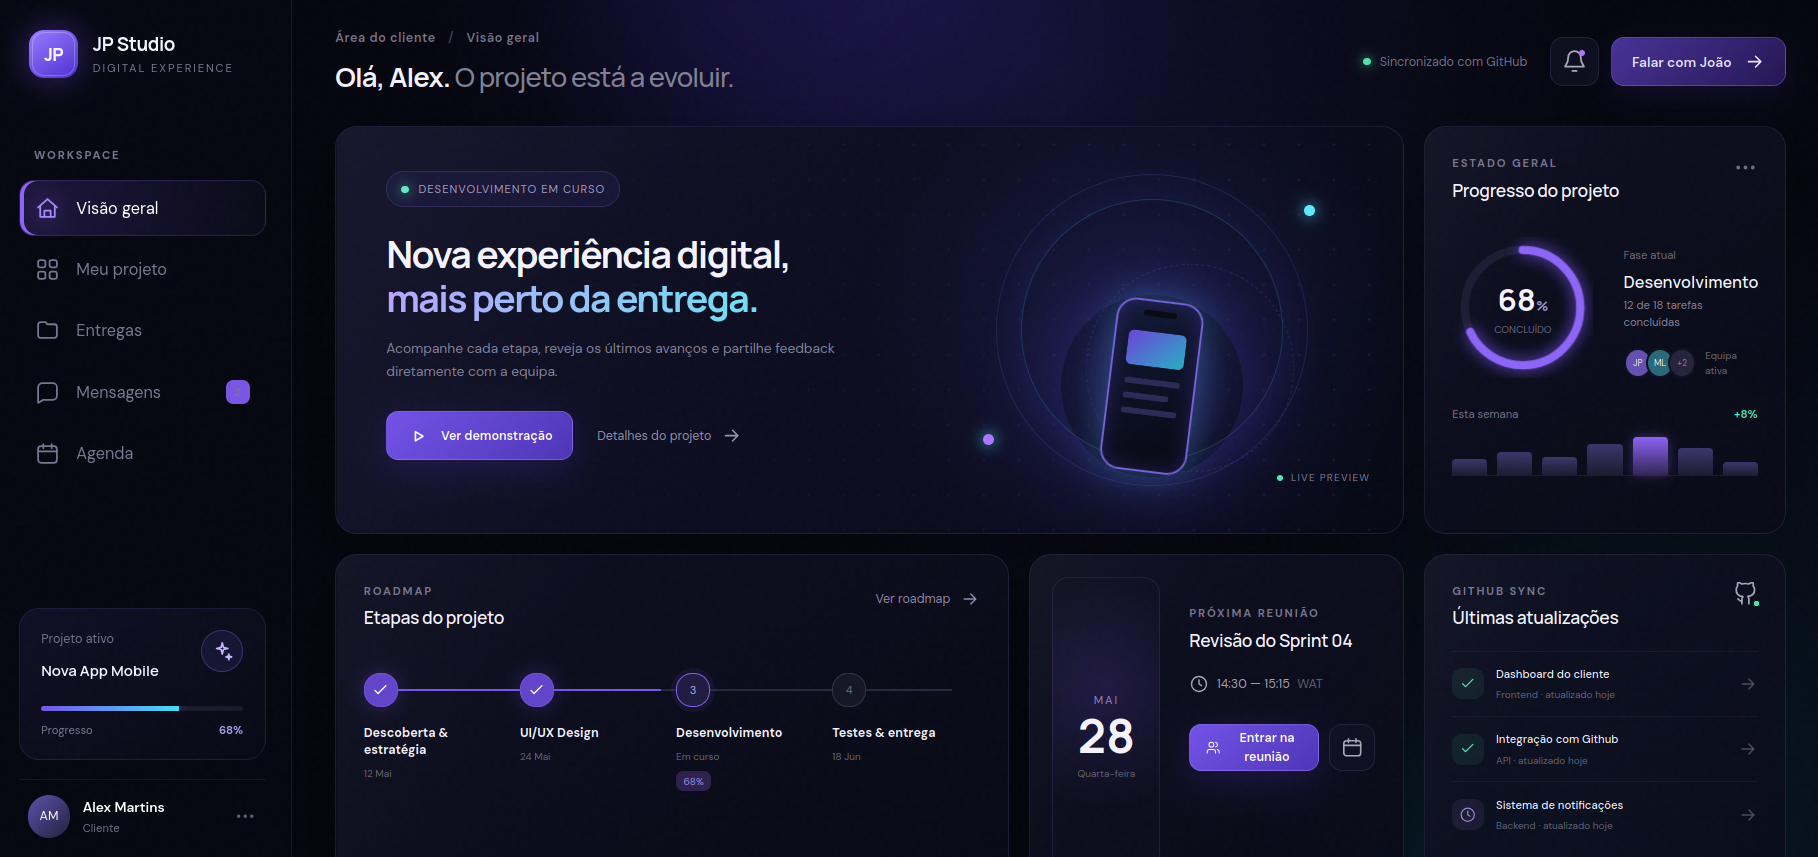 JP
JP Studio
DIGITAL EXPERIENCE
WORKSPACE
Visão geral
Meu projeto
Entregas
Mensagens
Agenda
Projeto ativo
Nova App Mobile
Progresso
68%
AM
Alex Martins
Cliente
Área do cliente / Visão geral
Olá, Alex. O projeto está a evoluir.
Sincronizado com GitHub
Falar com João
DESENVOLVIMENTO EM CURSO
Nova experiência digital,
mais perto da entrega.
Acompanhe cada etapa, reveja os últimos avanços e partilhe feedback
diretamente com a equipa.
Ver demonstração
Detalhes do projeto
LIVE PREVIEW
ESTADO GERAL
Progresso do projeto
68%
CONCLUÍDO
Fase atual
Desenvolvimento
12 de 18 tarefas
concluídas
JP
ML
+2
Equipa
ativa
Esta semana
+8%
ROADMAP
Etapas do projeto
Ver roadmap
3
4
Descoberta &
estratégia
12 Mai
UI/UX Design
24 Mai
Desenvolvimento
Em curso
68%
Testes & entrega
18 Jun
MAI
28
Quarta-feira
PRÓXIMA REUNIÃO
Revisão do Sprint 04
14:30 — 15:15 WAT
Entrar na
reunião
GITHUB SYNC
Últimas atualizações
Dashboard do cliente
Frontend · atualizado hoje
Integração com Github
API · atualizado hoje
Sistema de notificações
Backend · atualizado hoje